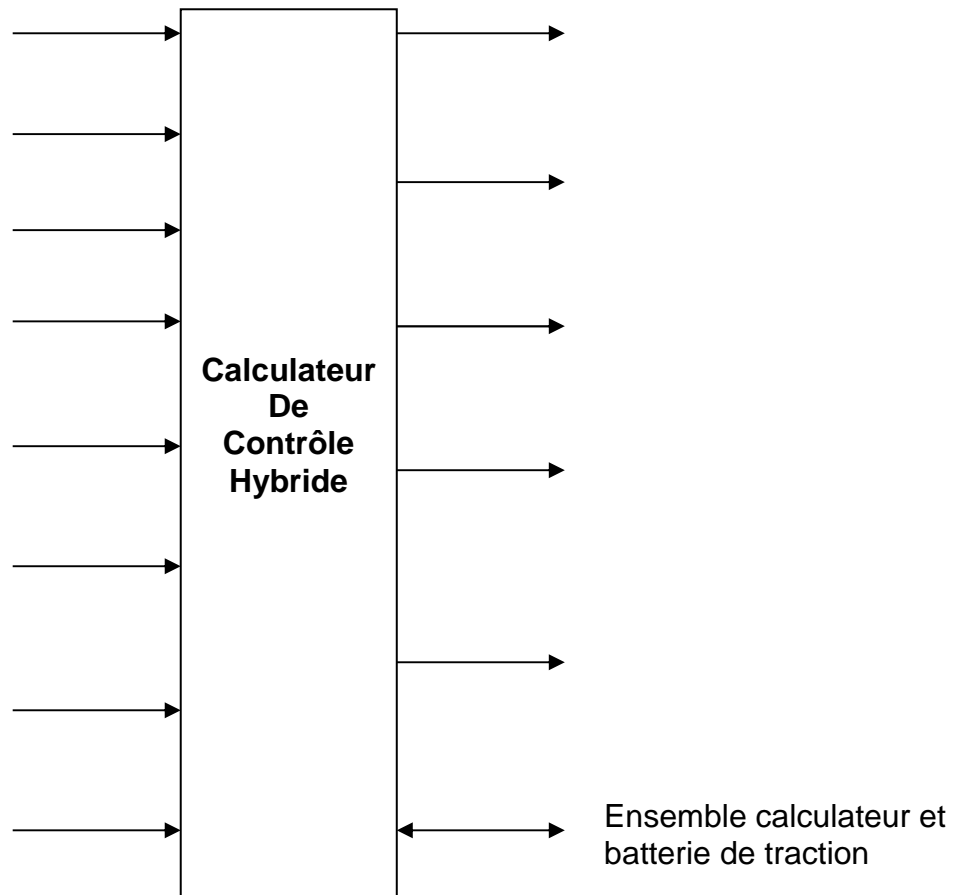 Calculateur
De
Contrôle
Hybride
Ensemble calculateur et
batterie de traction